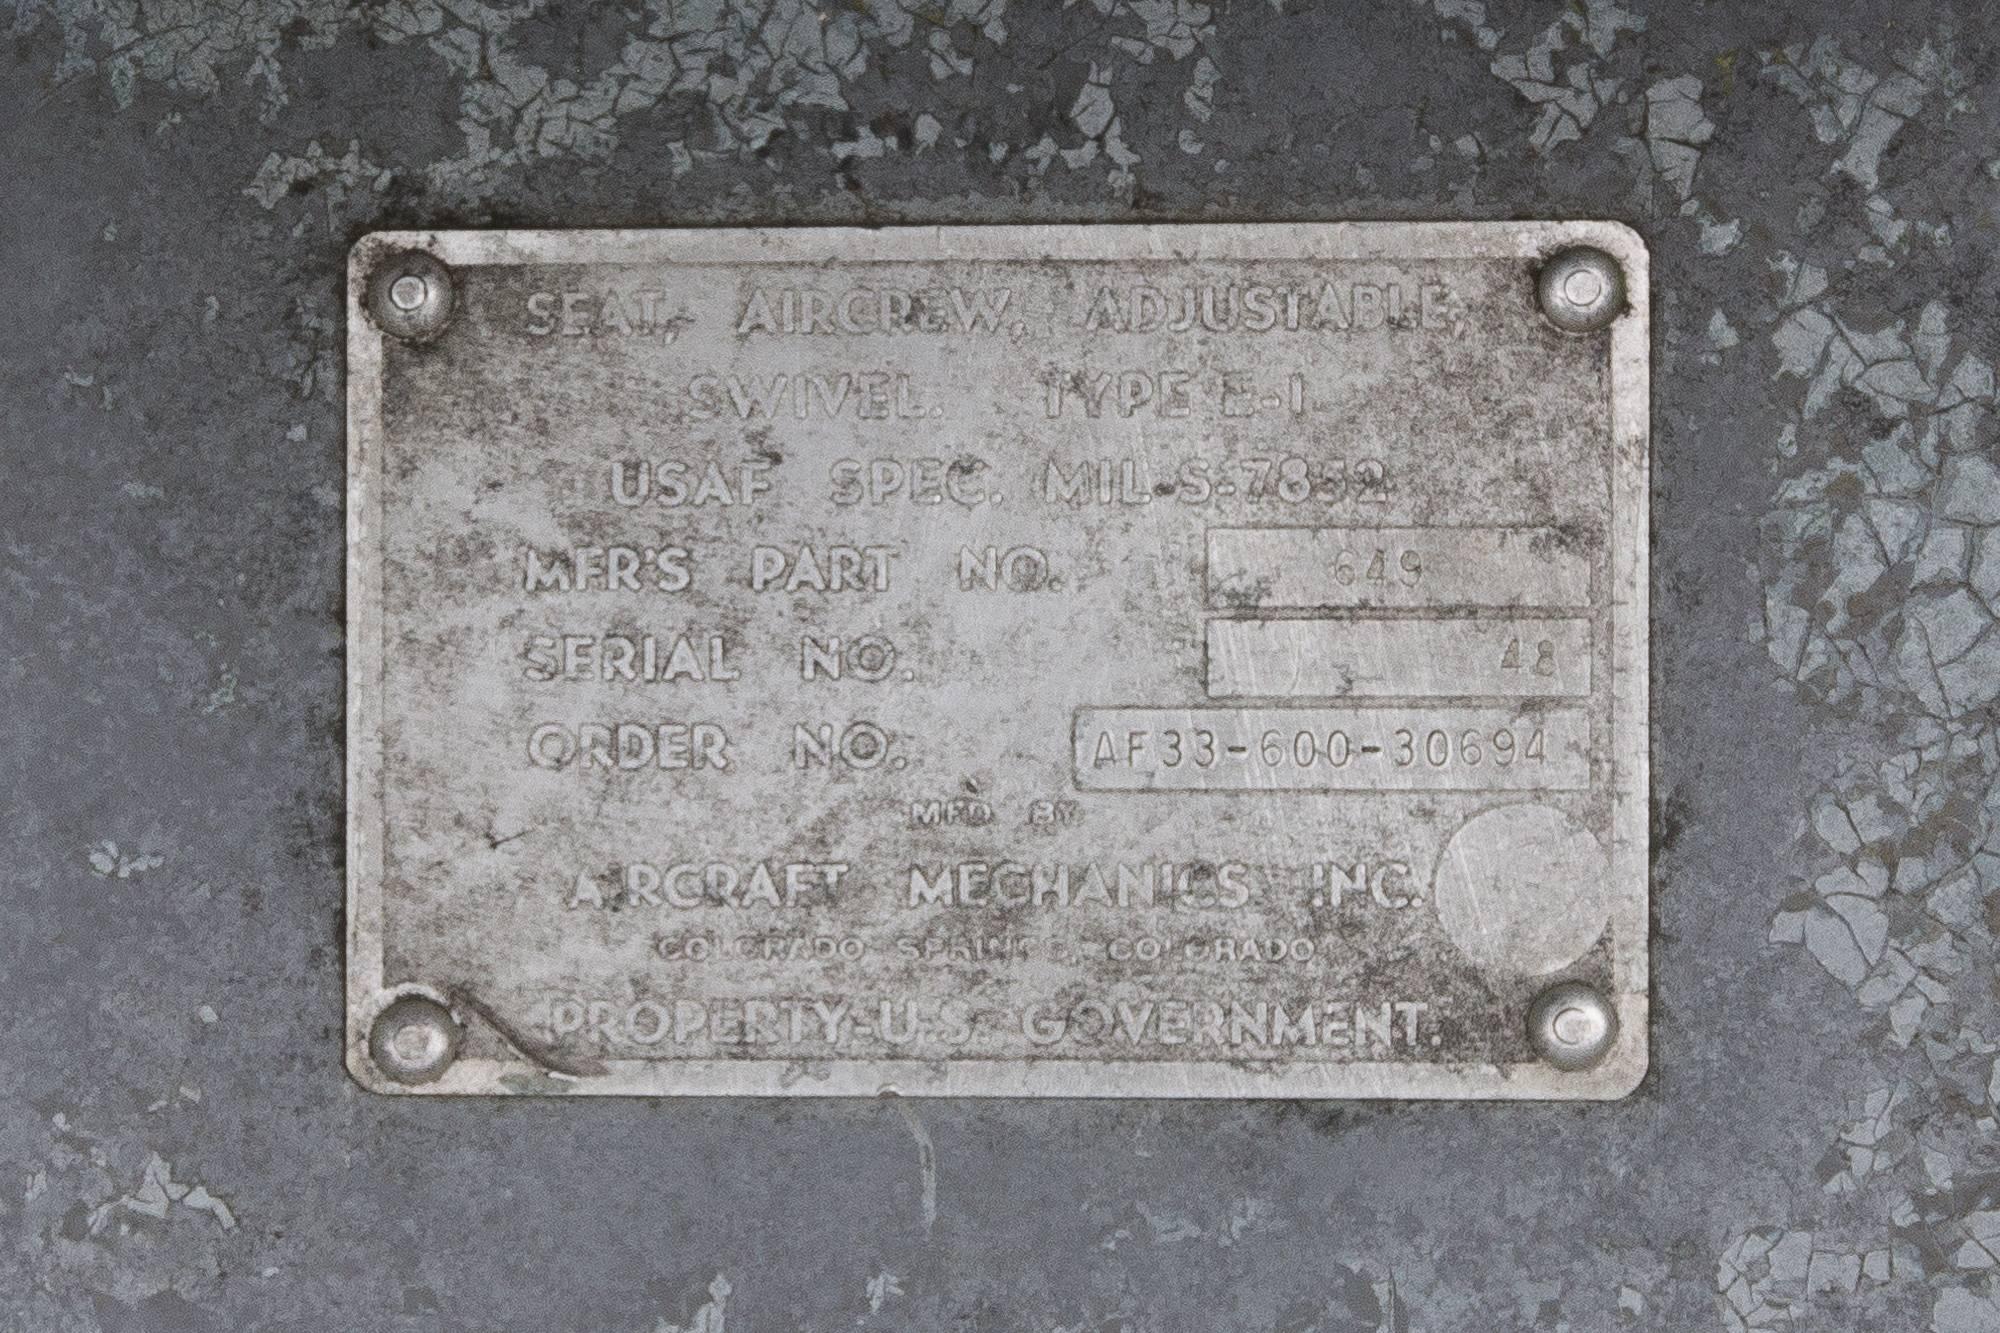 SEAT, AIRCREW, ADJUSTABLE,
SWIVEL. TYPE E-1
USAF SPEC. MIL-S-7852
MFR'S PART NO. 649
SERIAL NO. 48
ORDER NO. AF33-600-30694
MFD BY
AIRCRAFT MECHANICS INC.
COLORADO SPRINGS, COLORADO
PROPERTY-U.S. GOVERNMENT.